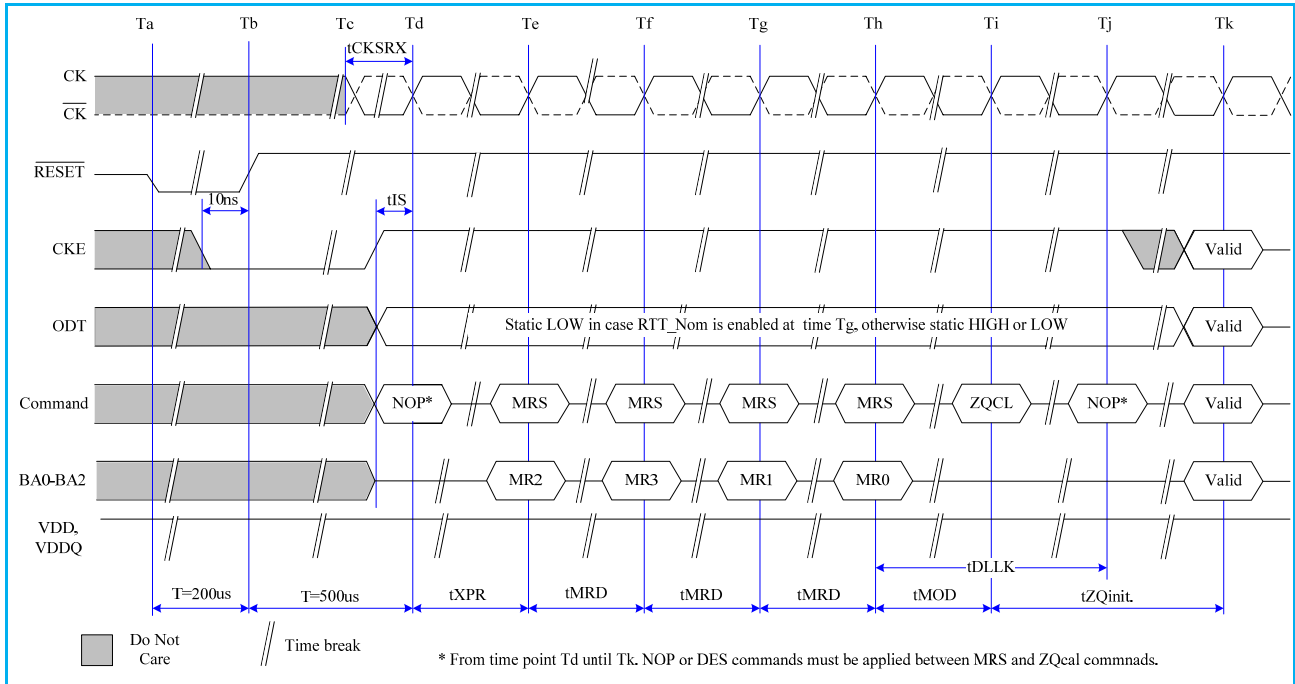 Ta Tb Tc Td Te Tf Tg Th Ti Tj Tk
tCKSRX
CK
CK
RESET
10ns
tIS
CKE
Valid
ODT
Static LOW in case RTT_Nom is enabled at time Tg, otherwise static HIGH or LOW
Valid
Command
NOP* MRS MRS MRS MRS ZQCL NOP* Valid
BA0-BA2
MR2 MR3 MR1 MR0 Valid
VDD,
VDDQ
tDLLK
T=200us T=500us tXPR tMRD tMRD tMRD tMOD tZQinit.
Do Not
Care
Time break
* From time point Td until Tk. NOP or DES commands must be applied between MRS and ZQcal commnads.